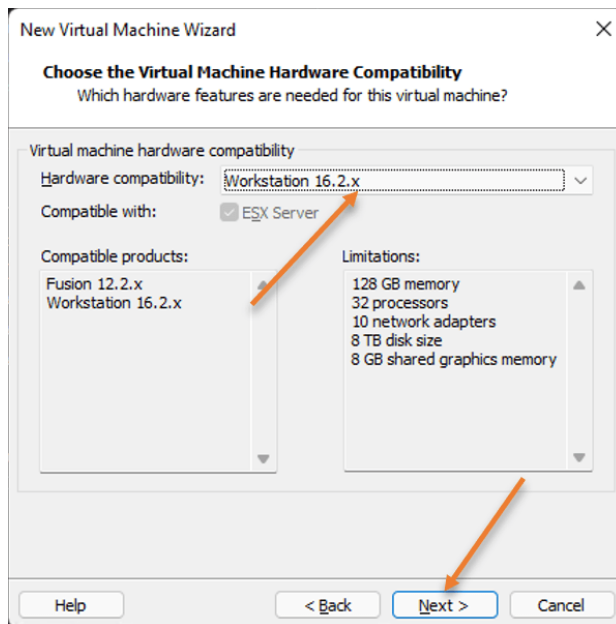 New Virtual Machine Wizard
Choose the Virtual Machine Hardware Compatibility
Which hardware features are needed for this virtual machine?
Virtual machine hardware compatibility
Hardware compatibility: Workstation 16.2.x
Compatible with: ESX Server
Compatible products:
Fusion 12.2.x
Workstation 16.2.x
Limitations:
128 GB memory
32 processors
10 network adapters
8 TB disk size
8 GB shared graphics memory
Help < Back Next > Cancel